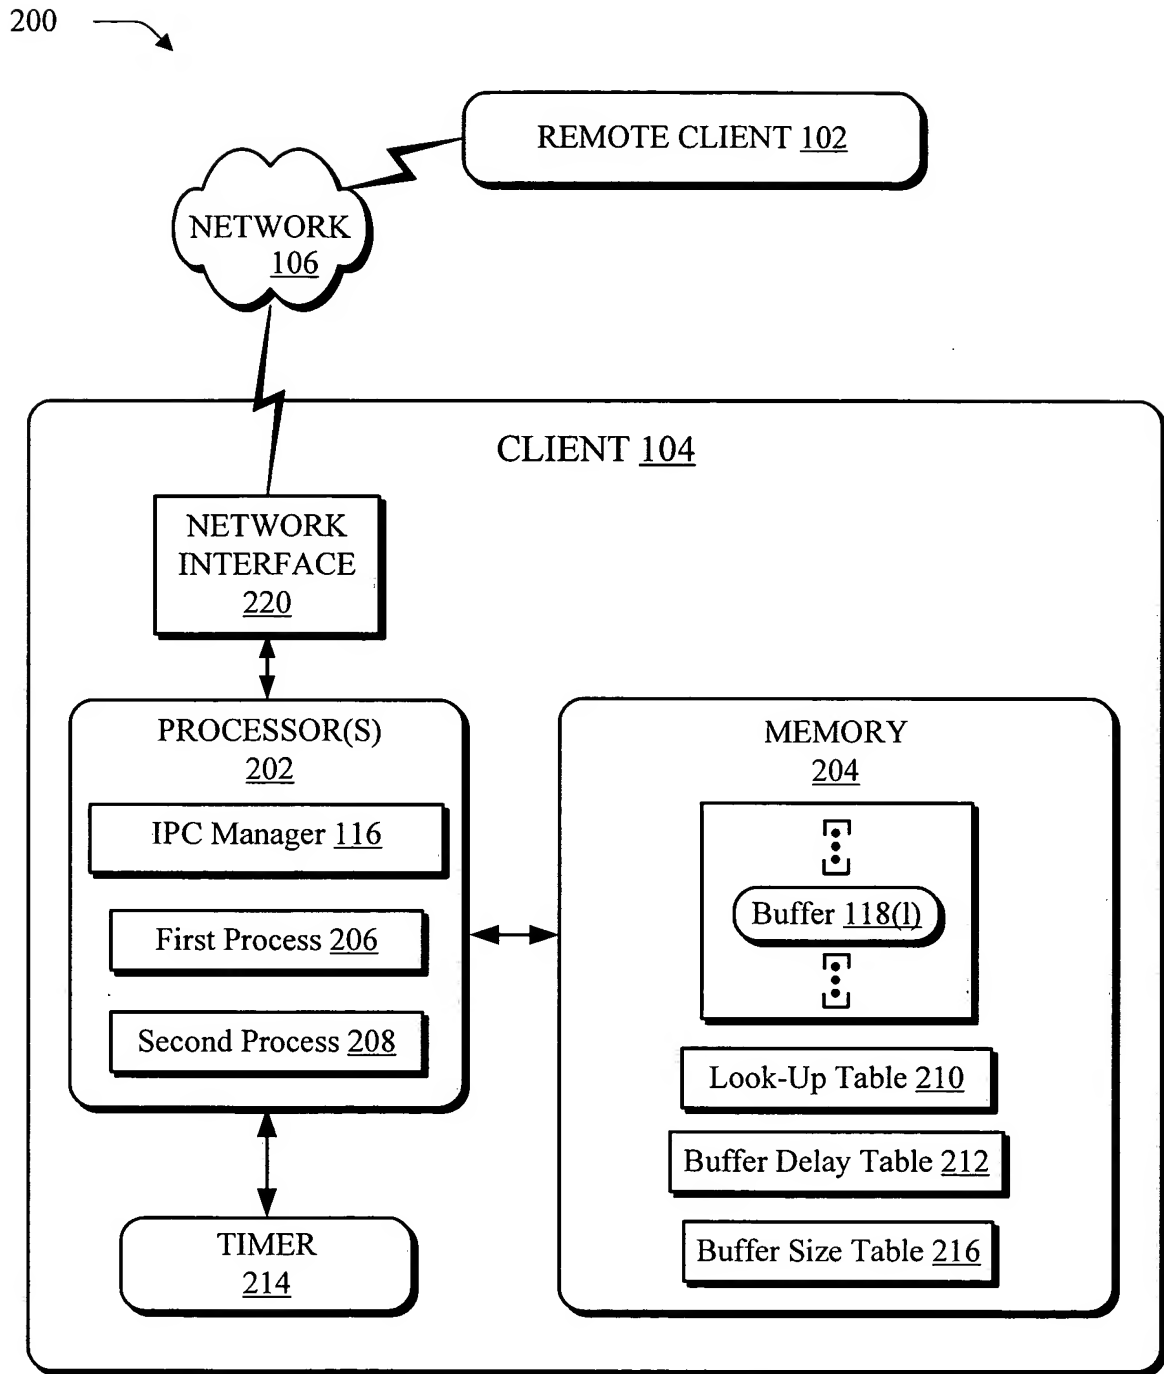 200
REMOTE CLIENT 102
NETWORK
106
CLIENT 104
NETWORK
INTERFACE
220
PROCESSOR(S)
202
IPC Manager 116
First Process 206
Second Process 208
TIMER
214
MEMORY
204
Buffer 118(l)
Look-Up Table 210
Buffer Delay Table 212
Buffer Size Table 216